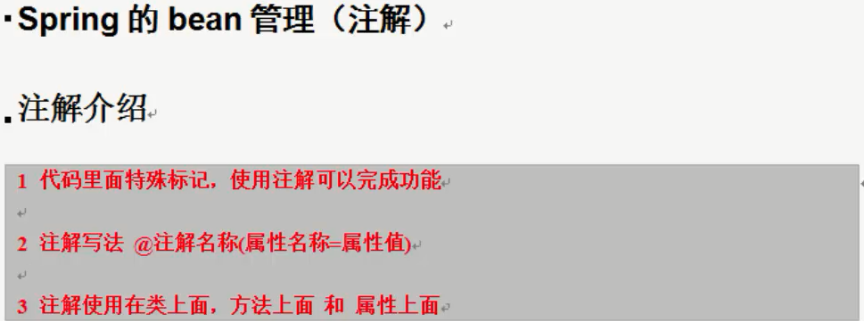 Spring 的 bean 管理（注解）
注解介绍
1 代码里面特殊标记，使用注解可以完成功能
2 注解写法 @注解名称(属性名称=属性值)
3 注解使用在类上面，方法上面 和 属性上面